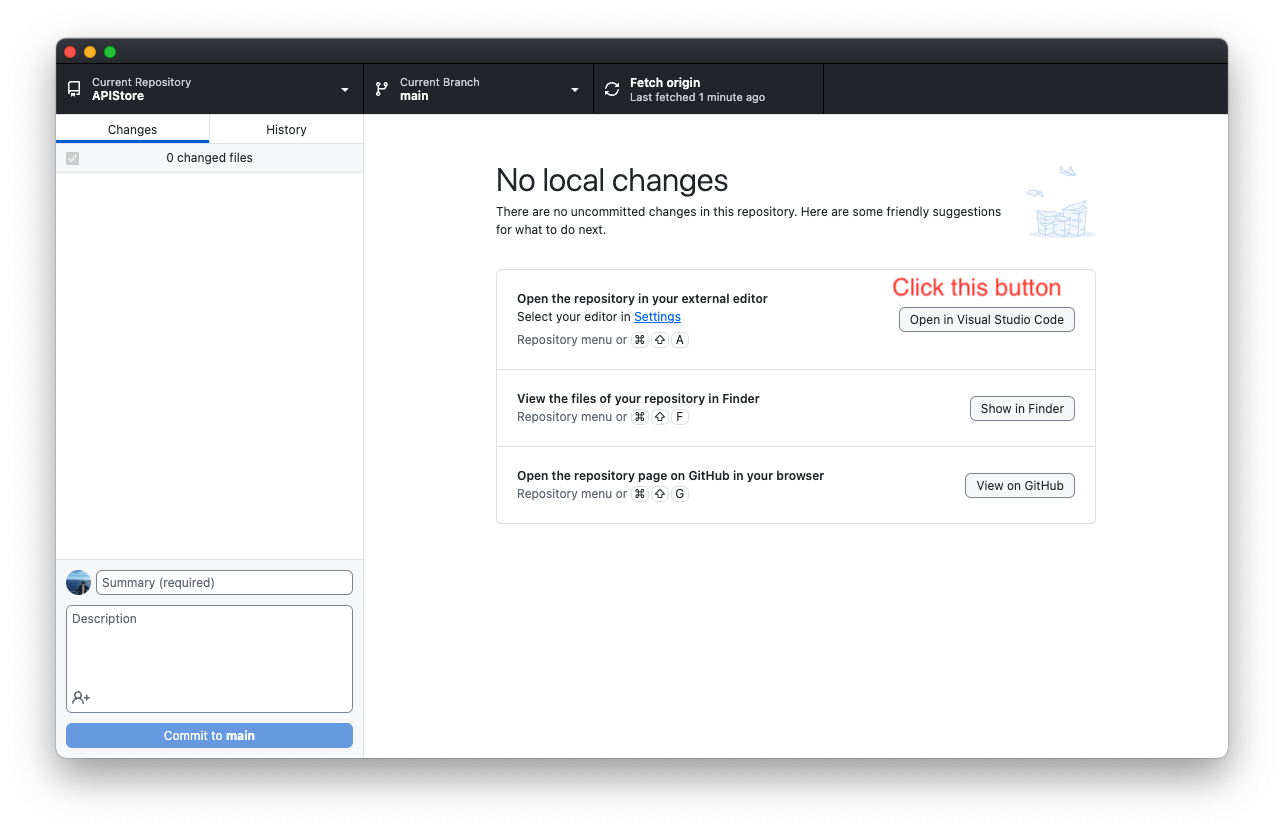 Current Repository
APIStore
Current Branch
main
Fetch origin
Last fetched 1 minute ago
Changes
History
0 changed files
No local changes
There are no uncommitted changes in this repository. Here are some friendly suggestions
for what to do next.
Click this button
Open the repository in your external editor
Select your editor in Settings
Open in Visual Studio Code
Repository menu or ⌘ ⇧ A
View the files of your repository in Finder
Repository menu or ⌘ ⇧ F
Show in Finder
Open the repository page on GitHub in your browser
Repository menu or ⌘ ⇧ G
View on GitHub
Summary (required)
Description
Commit to main